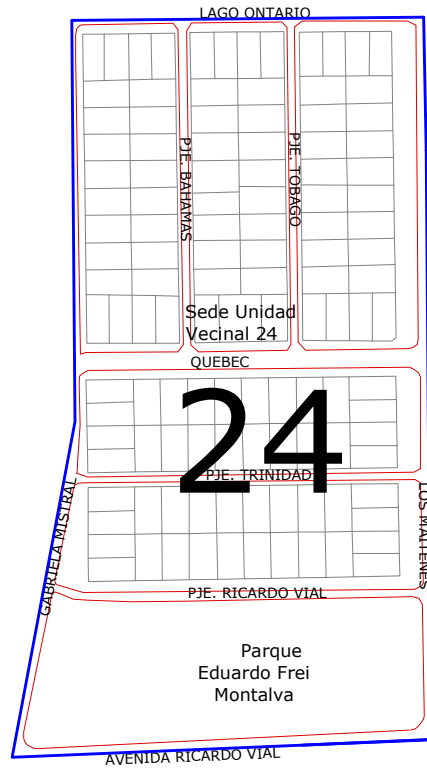 LAGO ONTARIO
PJE. BAHAMAS
PJE. TOBAGO
Sede Unidad
Vecinal 24
QUEBEC
24
PJE. TRINIDAD
GABRIELA MISTRAL
LOS MAITENES
PJE. RICARDO VIAL
Parque
Eduardo Frei
Montalva
AVENIDA RICARDO VIAL